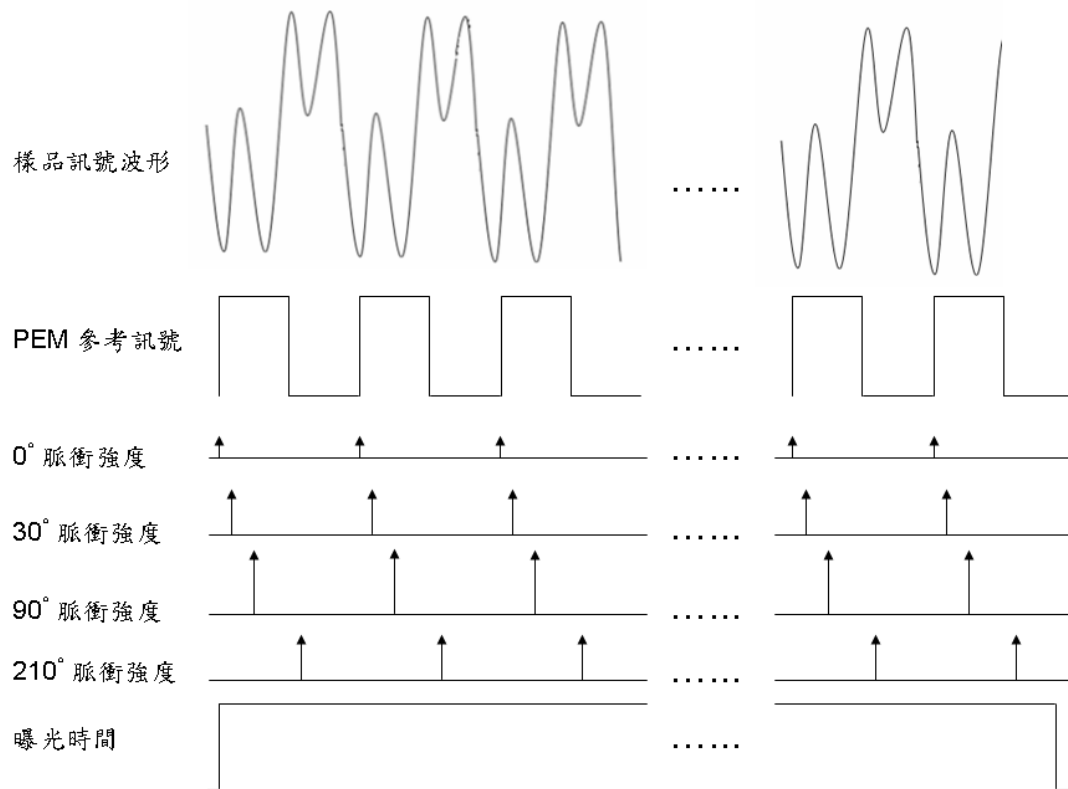 樣品訊號波形
......
PEM 參考訊號
......
0° 脈衝強度
......
30° 脈衝強度
......
90° 脈衝強度
......
210° 脈衝強度
......
曝光時間
......